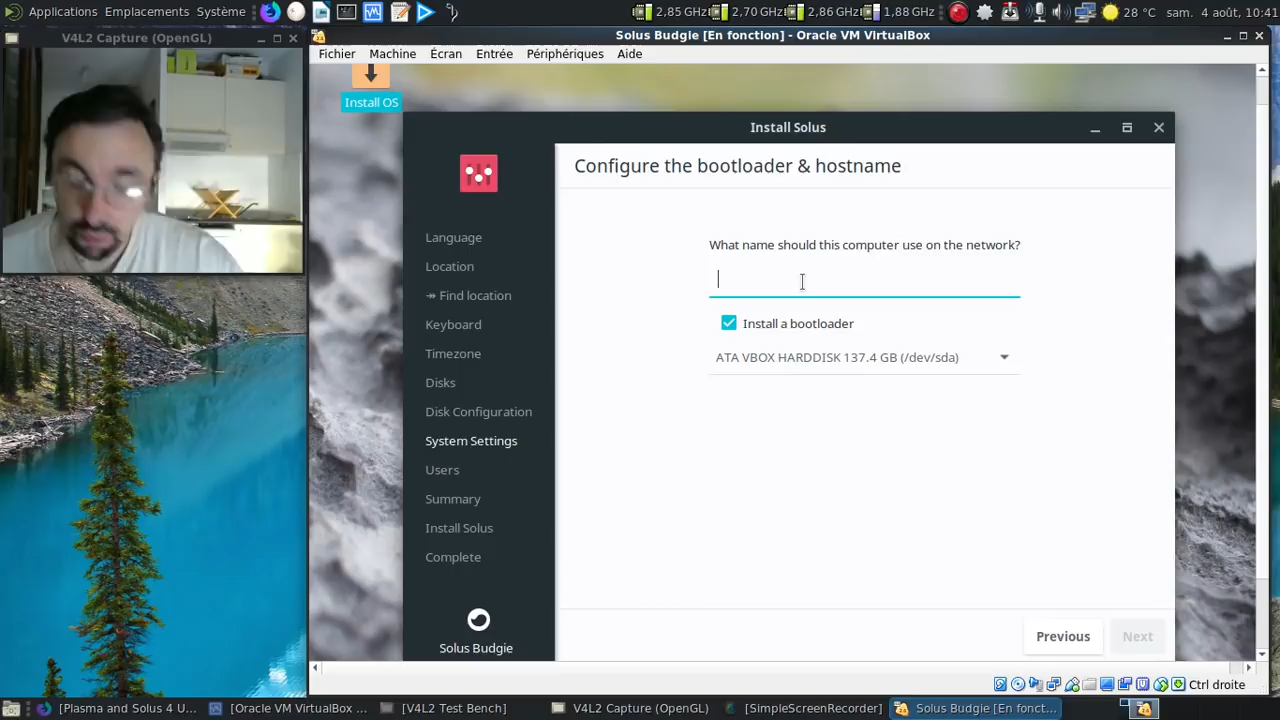 Applications Emplacements Système 2,85 GHz 2,70 GHz 2,83 GHz 1,88 GHz 28 °C sam. 4 août, 10:41
V4L2 Capture (OpenGL)
Solus Budgie [En fonction] - Oracle VM VirtualBox
Fichier Machine Écran Entrée Périphériques Aide
Install OS
Install Solus
Configure the bootloader & hostname
Language
Location
↠ Find location
Keyboard
Timezone
Disks
Disk Configuration
System Settings
Users
Summary
Install Solus
Complete
Solus Budgie
What name should this computer use on the network?
Install a bootloader
ATA VBOX HARDDISK 137.4 GB (/dev/sda)
Previous Next
Ctrl droite
[Plasma and Solus 4 U... [Oracle VM VirtualBox ... [V4L2 Test Bench] V4L2 Capture (OpenGL) [SimpleScreenRecorder] Solus Budgie [En fonct...